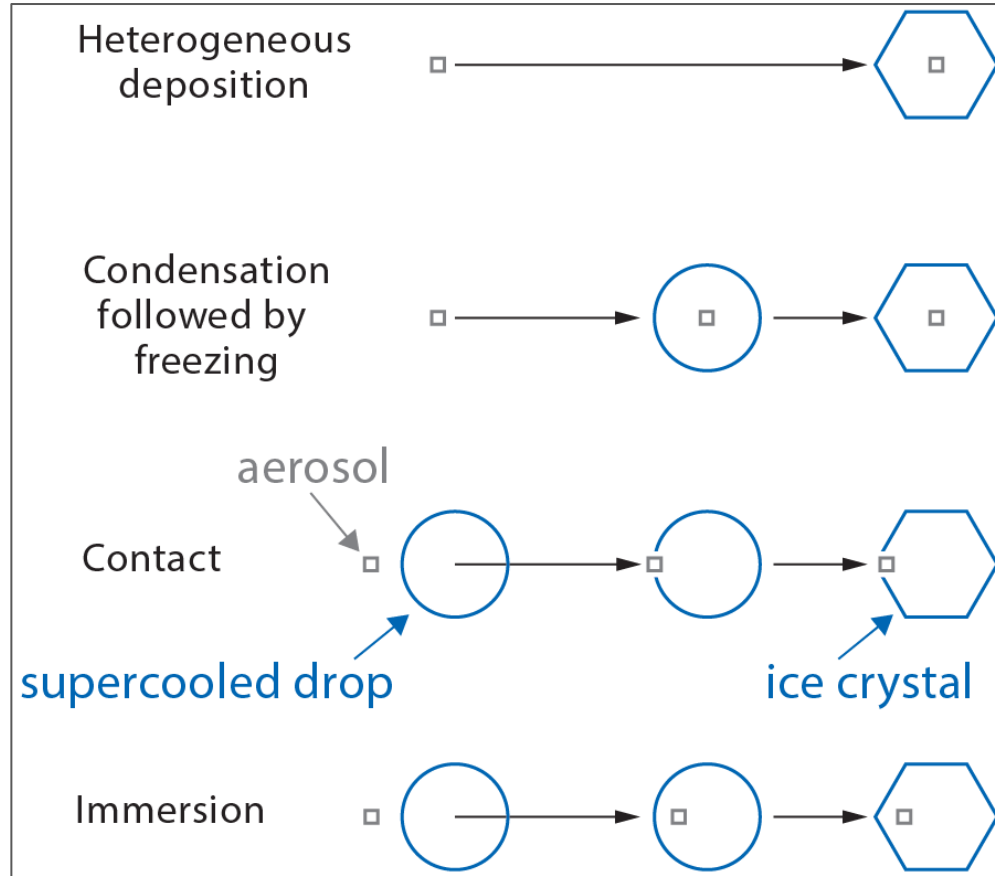 Heterogeneous
deposition
Condensation
followed by
freezing
aerosol
Contact
supercooled drop
ice crystal
Immersion